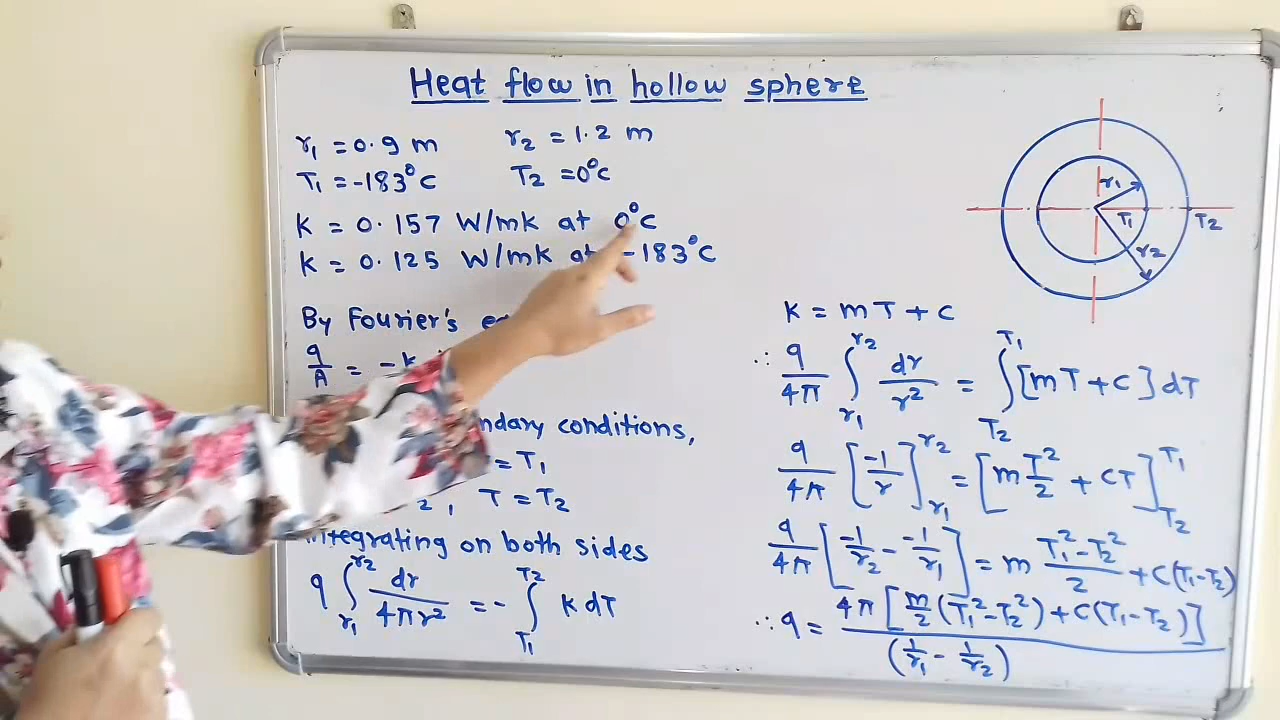 Heat flow in hollow sphere
r₁ = 0.9 m r₂ = 1.2 m
T₁ = -183°C T₂ = 0°C
K = 0.157 W/mk at 0°C
K = 0.125 W/mk at -183°C
By Fourier's
q/A = -k
boundary conditions,
= T₁
₂, T = T₂
Integrating on both sides
q ∫_{r₁}^{r₂} dr/4πr² = - ∫_{T₁}^{T₂} k dT
r₁
T₁
T₂
r₂
K = mT + C
∴ q/4π ∫_{r₁}^{r₂} dr/r² = ∫_{T₂}^{T₁} [mT + C] dT
q/4π [-1/r]_{r₁}^{r₂} = [m T²/2 + CT]_{T₂}^{T₁}
q/4π [-1/r₂ - -1/r₁] = m (T₁² - T₂²)/2 + C(T₁-T₂)
∴ q = 4π [m/2 (T₁² - T₂²) + C(T₁ - T₂)] / (1/r₁ - 1/r₂)